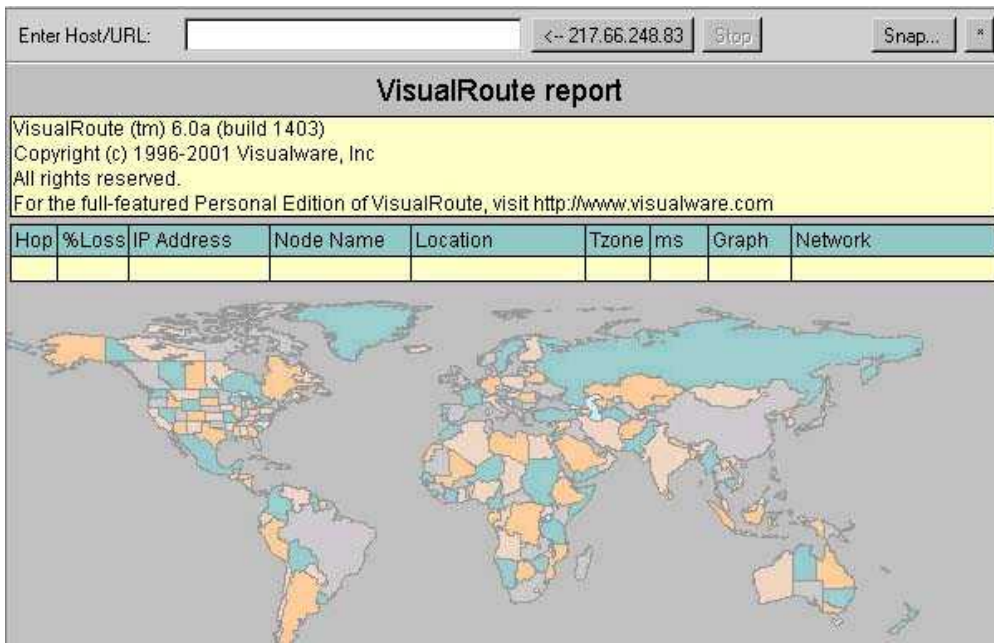 Enter Host/URL: <-- 217.66.248.83 Stop Snap... *
VisualRoute report
VisualRoute (tm) 6.0a (build 1403)
Copyright (c) 1996-2001 Visualware, Inc
All rights reserved.
For the full-featured Personal Edition of VisualRoute, visit http://www.visualware.com
Hop %Loss IP Address Node Name Location Tzone ms Graph Network